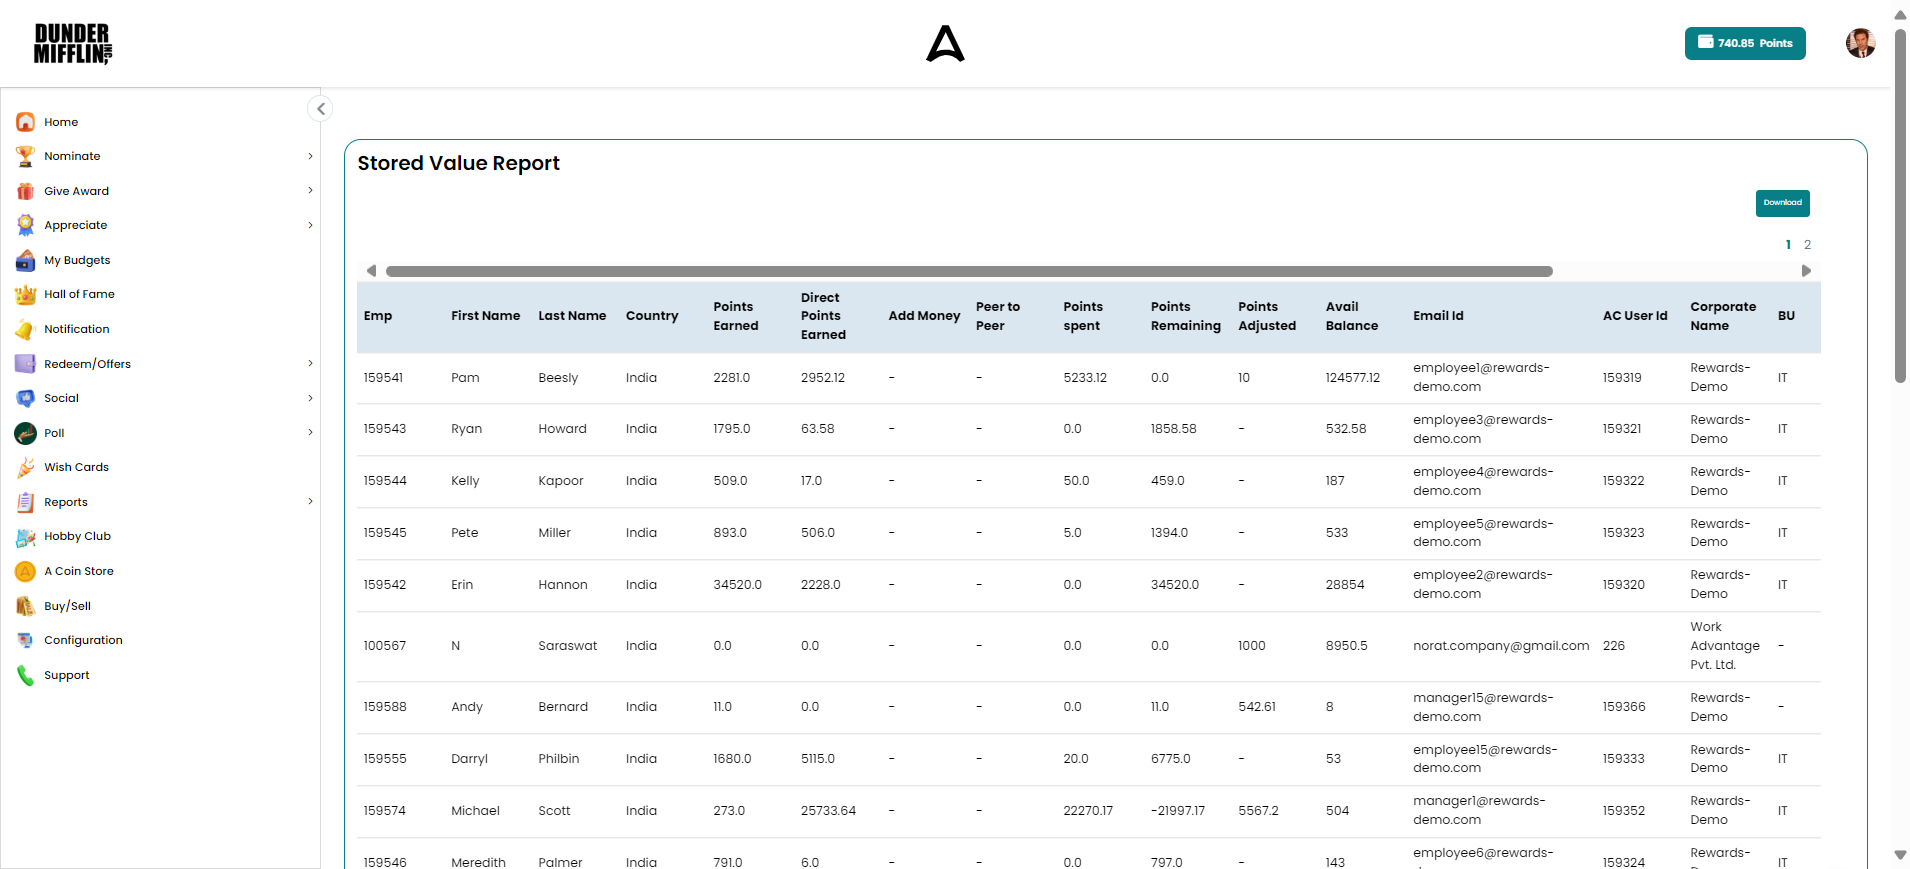 DUNDER
MIFFLIN, INC
740.85 Points
Home
Nominate
Give Award
Appreciate
My Budgets
Hall of Fame
Notification
Redeem/Offers
Social
Poll
Wish Cards
Reports
Hobby Club
A Coin Store
Buy/Sell
Configuration
Support
Stored Value Report
Download
1 2
Emp First Name Last Name Country Points Earned Direct Points Earned Add Money Peer to Peer Points spent Points Remaining Points Adjusted Avail Balance Email Id AC User Id Corporate Name BU
159541 Pam Beesly India 2281.0 2952.12 - - 5233.12 0.0 10 124577.12 employee1@rewards-demo.com 159319 Rewards-Demo IT
159543 Ryan Howard India 1795.0 63.58 - - 0.0 1858.58 - 532.58 employee3@rewards-demo.com 159321 Rewards-Demo IT
159544 Kelly Kapoor India 509.0 17.0 - - 50.0 459.0 - 187 employee4@rewards-demo.com 159322 Rewards-Demo IT
159545 Pete Miller India 893.0 506.0 - - 5.0 1394.0 - 533 employee5@rewards-demo.com 159323 Rewards-Demo IT
159542 Erin Hannon India 34520.0 2228.0 - - 0.0 34520.0 - 28854 employee2@rewards-demo.com 159320 Rewards-Demo IT
100567 N Saraswat India 0.0 0.0 - - 0.0 0.0 1000 8950.5 norat.company@gmail.com 226 Work Advantage Pvt. Ltd. -
159588 Andy Bernard India 11.0 0.0 - - 0.0 11.0 542.61 8 manager15@rewards-demo.com 159366 Rewards-Demo -
159555 Darryl Philbin India 1680.0 5115.0 - - 20.0 6775.0 - 53 employee15@rewards-demo.com 159333 Rewards-Demo IT
159574 Michael Scott India 273.0 25733.64 - - 22270.17 -21997.17 5567.2 504 manager1@rewards-demo.com 159352 Rewards-Demo IT
159546 Meredith Palmer India 791.0 6.0 - - 0.0 797.0 - 143 employee6@rewards- 159324 Rewards- IT